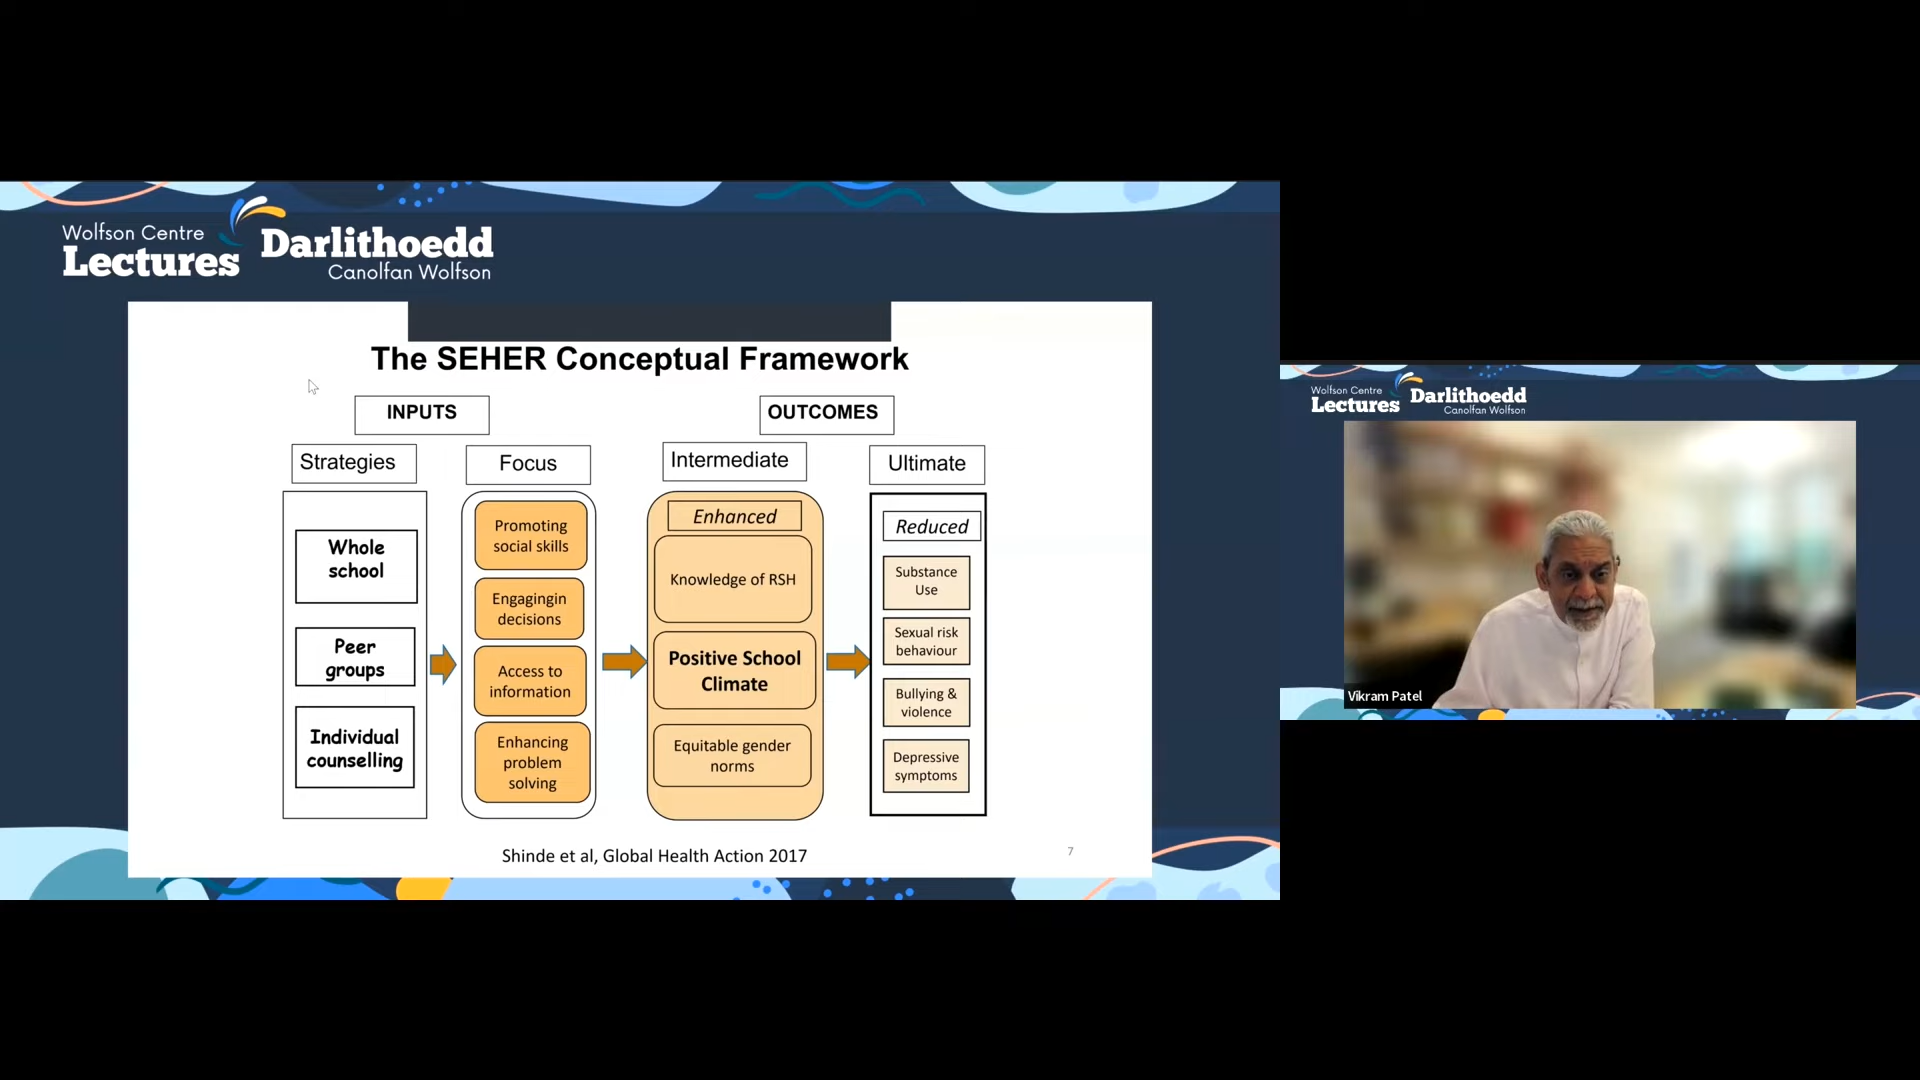 Wolfson Centre
Lectures
Darlithoedd
Canolfan Wolfson
The SEHER Conceptual Framework
INPUTS
OUTCOMES
Strategies
Focus
Intermediate
Ultimate
Whole
school
Peer
groups
Individual
counselling
Promoting
social skills
Engagingin
decisions
Access to
information
Enhancing
problem
solving
Enhanced
Knowledge of RSH
Positive School
Climate
Equitable gender
norms
Reduced
Substance
Use
Sexual risk
behaviour
Bullying &
violence
Depressive
symptoms
Shinde et al, Global Health Action 2017
7
Wolfson Centre
Lectures
Darlithoedd
Canolfan Wolfson
Vikram Patel